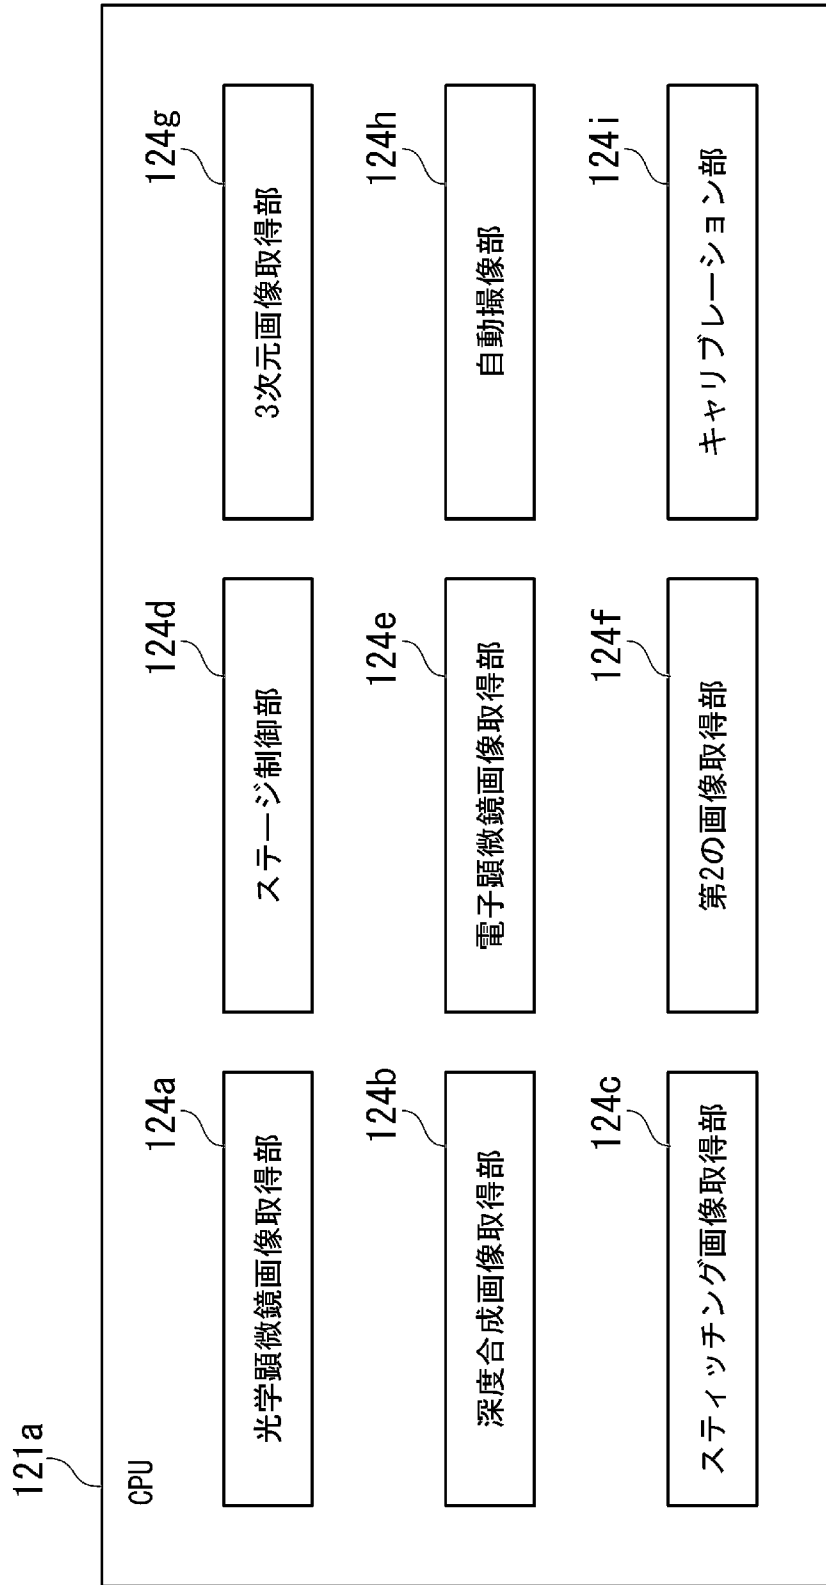 121a
CPU
124a
光学顕微鏡画像取得部
124d
ステージ制御部
124g
3次元画像取得部
124b
深度合成画像取得部
124e
電子顕微鏡画像取得部
124h
自動撮像部
124c
スティッチング画像取得部
124f
第2の画像取得部
124i
キャリブレーション部